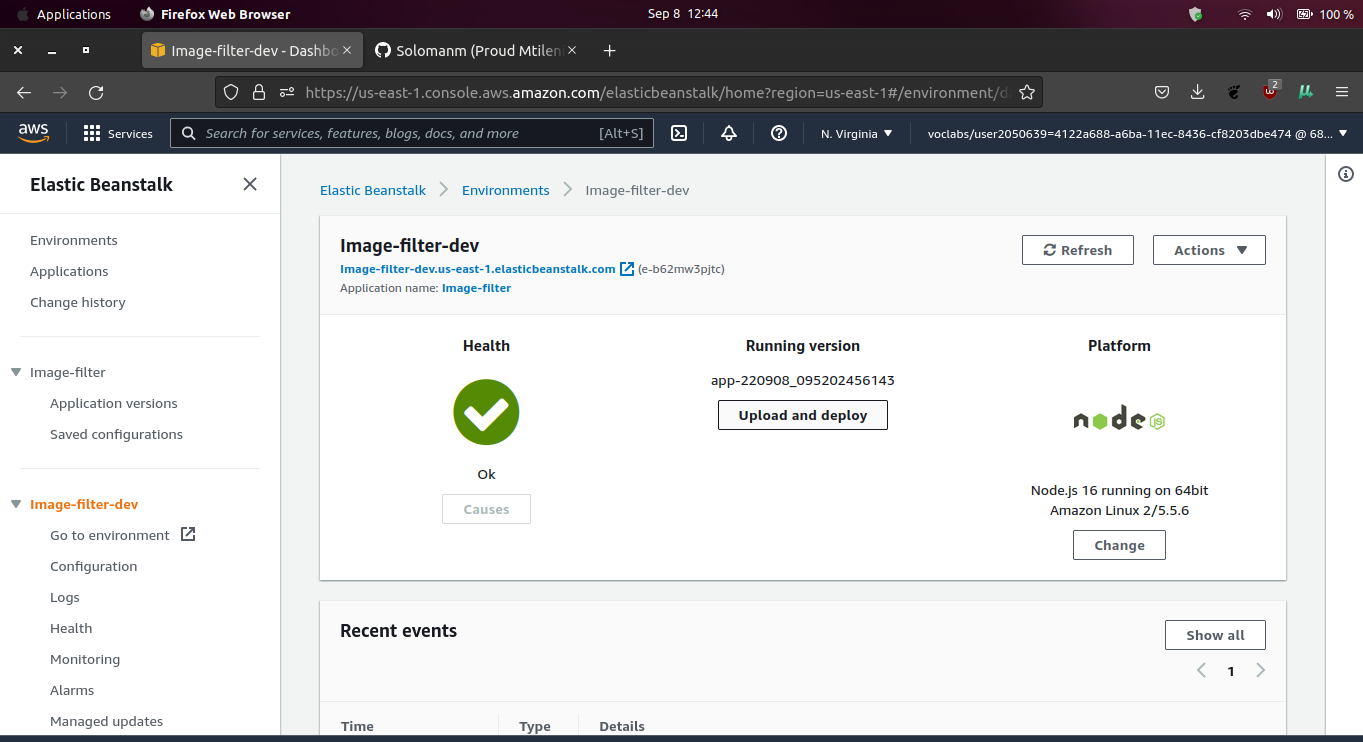 Applications Firefox Web Browser Sep 8 12:44 100 %
Image-filter-dev - Dashbo Solomanm (Proud Mtileni
https://us-east-1.console.aws.amazon.com/elasticbeanstalk/home?region=us-east-1#/environment/d 2
aws Services Search for services, features, blogs, docs, and more [Alt+S] N. Virginia voclabs/user2050639=4122a688-a6ba-11ec-8436-cf8203dbe474 @ 68...
Elastic Beanstalk
Environments
Applications
Change history
Image-filter
Application versions
Saved configurations
Image-filter-dev
Go to environment
Configuration
Logs
Health
Monitoring
Alarms
Managed updates
Elastic Beanstalk Environments Image-filter-dev
Image-filter-dev
Refresh Actions
Image-filter-dev.us-east-1.elasticbeanstalk.com (e-b62mw3pjtc)
Application name: Image-filter
Health
Ok
Causes
Running version
app-220908_095202456143
Upload and deploy
Platform
node JS
Node.js 16 running on 64bit
Amazon Linux 2/5.5.6
Change
Recent events
Show all
1
Time Type Details